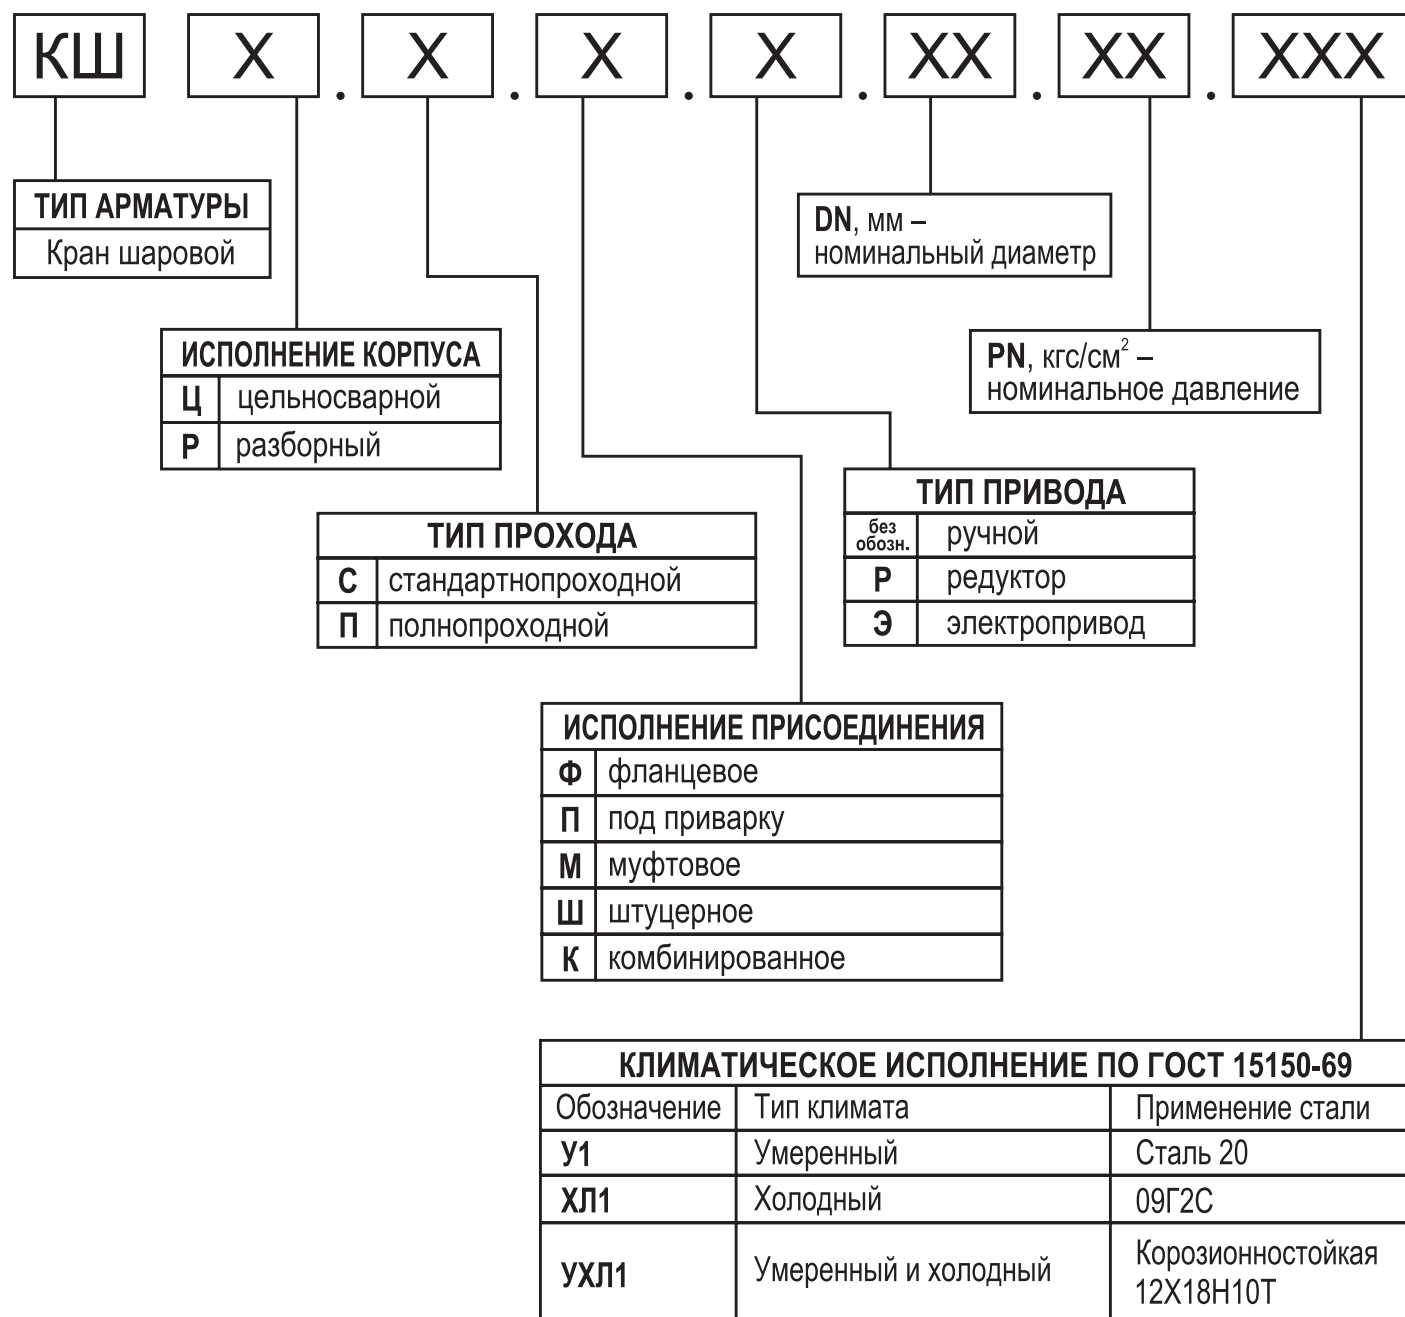 КШ Х . Х . Х . Х . ХХ . ХХ . ХХХ
ТИП АРМАТУРЫ
Кран шаровой
DN, мм –
номинальный диаметр
ИСПОЛНЕНИЕ КОРПУСА
Ц цельносварной
Р разборный
PN, кгс/см² –
номинальное давление
ТИП ПРОХОДА
С стандартнопроходной
П полнопроходной
ТИП ПРИВОДА
без
обозн. ручной
Р редуктор
Э электропривод
ИСПОЛНЕНИЕ ПРИСОЕДИНЕНИЯ
Ф фланцевое
П под приварку
М муфтовое
Ш штуцерное
К комбинированное
КЛИМАТИЧЕСКОЕ ИСПОЛНЕНИЕ ПО ГОСТ 15150-69
Обозначение Тип климата Применение стали
У1 Умеренный Сталь 20
ХЛ1 Холодный 09Г2С
УХЛ1 Умеренный и холодный Корозионностойкая
12Х18Н10Т